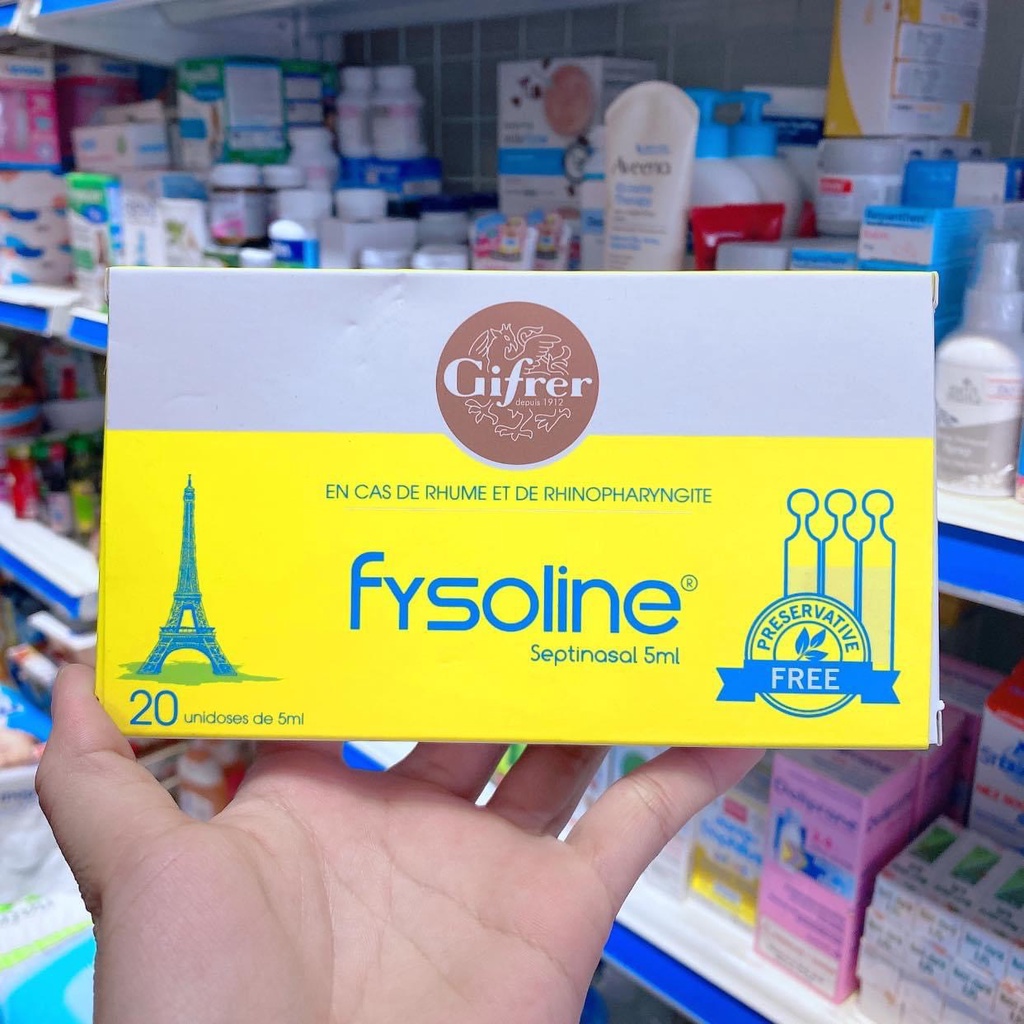 Aveeno
Gifrer
depuis 1912
EN CAS DE RHUME ET DE RHINOPHARYNGITE
fysoline®
Septinasal 5ml
PRESERVATIVE
FREE
20 unidoses de 5ml